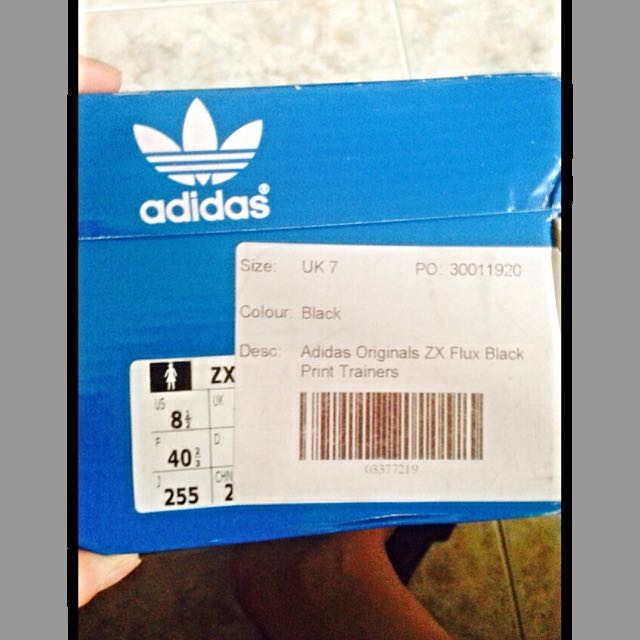 adidas®
Size: UK 7 PO: 30011920
Colour: Black
Desc: Adidas Originals ZX Flux Black
Print Trainers
03377219
ZX
US 8½ UK
F 40⅔ D
J 255 CHN 2